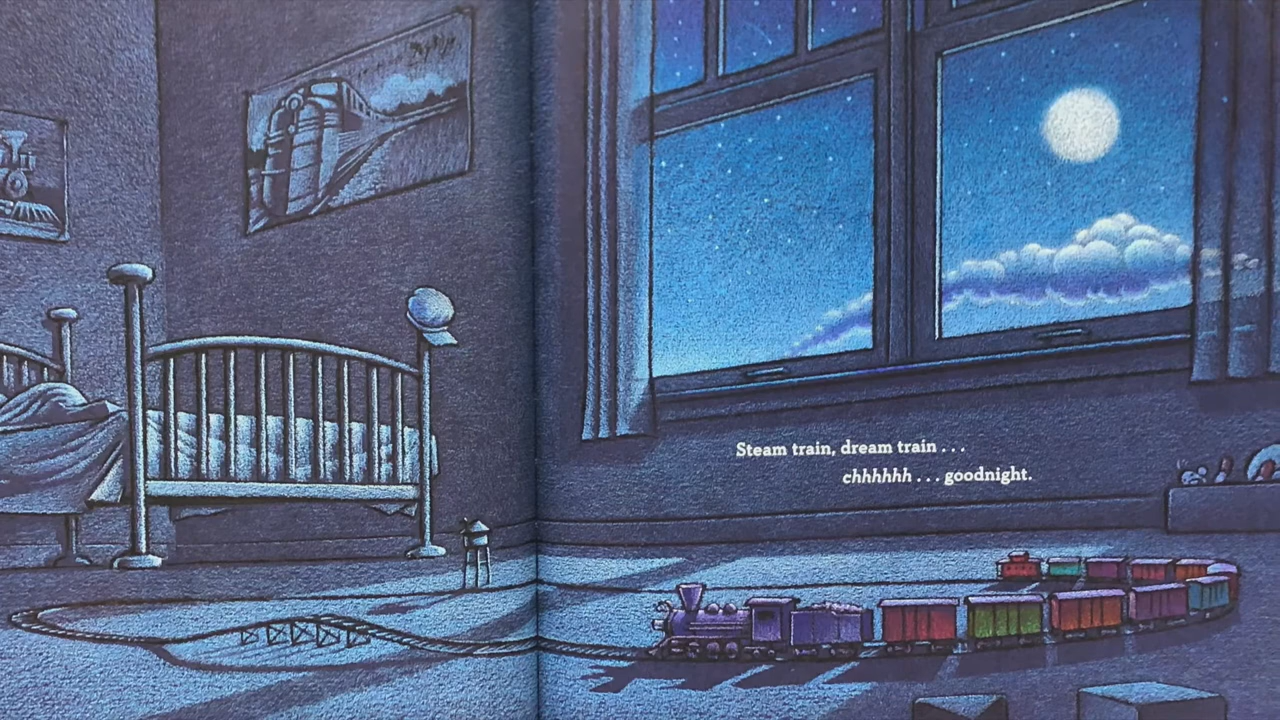 Steam train, dream train . . .
chhhhhh . . . goodnight.